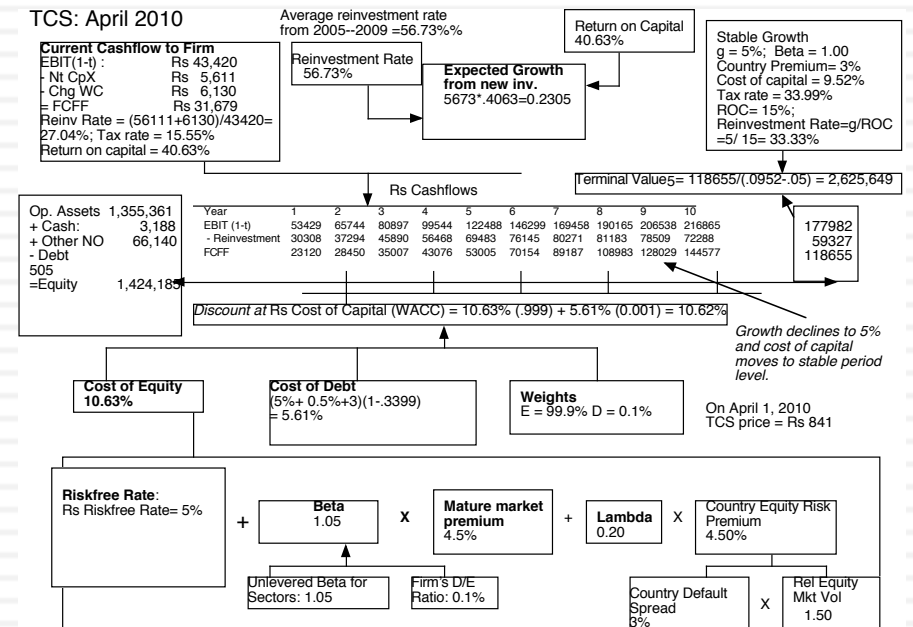 TCS: April 2010
Average reinvestment rate
from 2005--2009 =56.73%%
Current Cashflow to Firm
EBIT(1-t) : Rs 43,420
- Nt CpX Rs 5,611
- Chg WC Rs 6,130
= FCFF Rs 31,679
Reinv Rate = (56111+6130)/43420=
27.04%; Tax rate = 15.55%
Return on capital = 40.63%
Reinvestment Rate
56.73%
Expected Growth
from new inv.
5673*.4063=0.2305
Return on Capital
40.63%
Stable Growth
g = 5%; Beta = 1.00
Country Premium= 3%
Cost of capital = 9.52%
Tax rate = 33.99%
ROC= 15%;
Reinvestment Rate=g/ROC
=5/ 15= 33.33%
Terminal Value5= 118655/(.0952-.05) = 2,625,649
Rs Cashflows
Op. Assets 1,355,361
+ Cash: 3,188
+ Other NO 66,140
- Debt
505
=Equity 1,424,185
Year 1 2 3 4 5 6 7 8 9 10
EBIT (1-t) 53429 65744 80897 99544 122488 146299 169458 190165 206538 216865
- Reinvestment 30308 37294 45890 56468 69483 76145 80271 81183 78509 72288
FCFF 23120 28450 35007 43076 53005 70154 89187 108983 128029 144577
177982
59327
118655
Discount at Rs Cost of Capital (WACC) = 10.63% (.999) + 5.61% (0.001) = 10.62%
Growth declines to 5%
and cost of capital
moves to stable period
level.
Cost of Equity
10.63%
Cost of Debt
(5%+ 0.5%+3)(1-.3399)
= 5.61%
Weights
E = 99.9% D = 0.1%
On April 1, 2010
TCS price = Rs 841
Riskfree Rate:
Rs Riskfree Rate= 5%
+
Beta
1.05
X
Mature market
premium
4.5%
+
Lambda
0.20
X
Country Equity Risk
Premium
4.50%
Unlevered Beta for
Sectors: 1.05
Firm's D/E
Ratio: 0.1%
Country Default
Spread
3%
X
Rel Equity
Mkt Vol
1.50